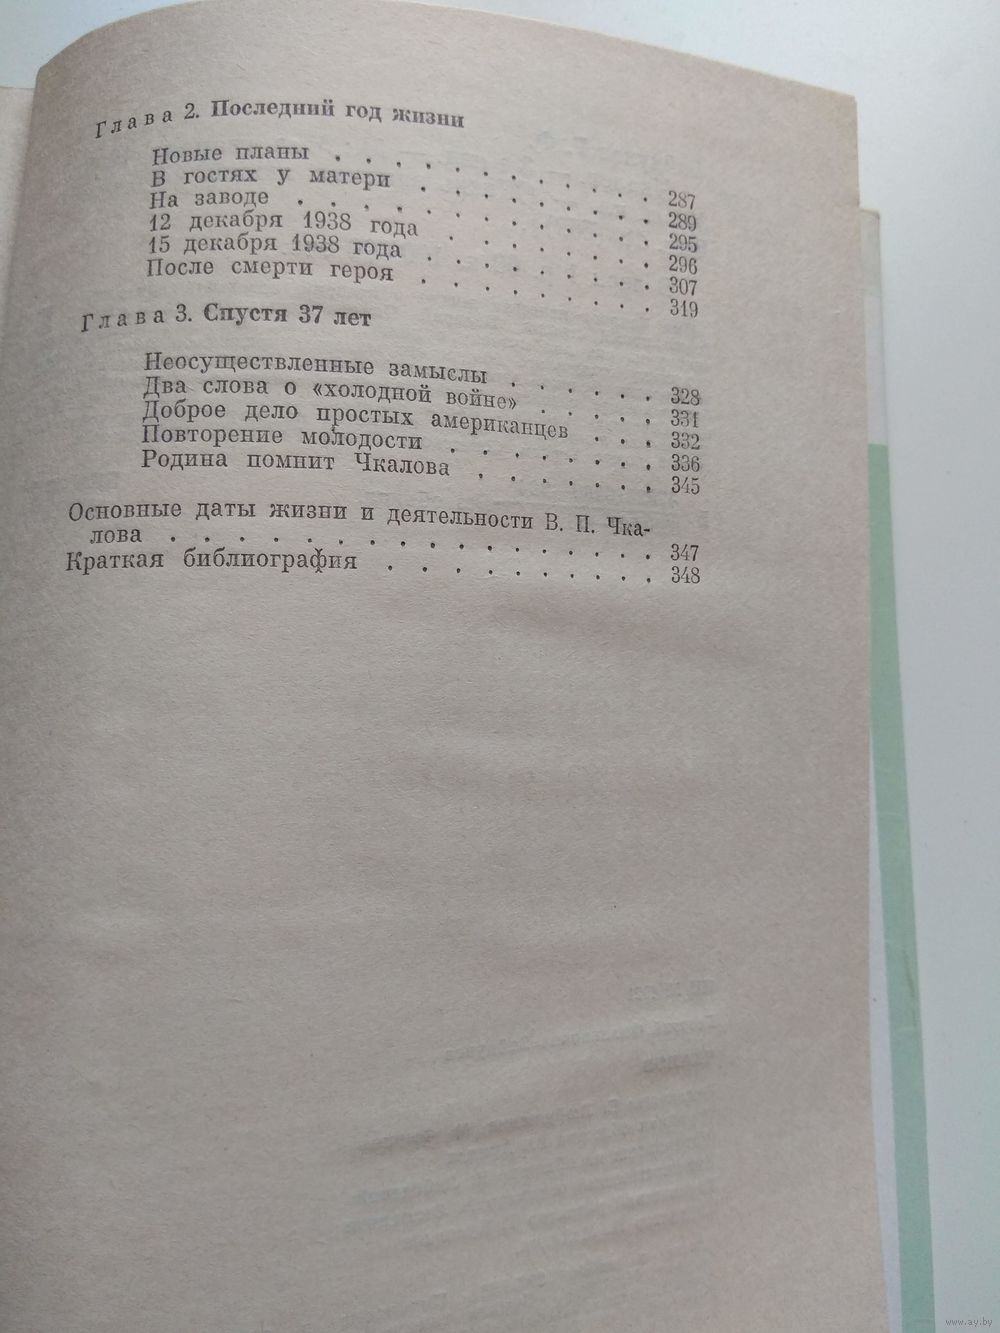 Глава 2. Последний год жизни
Новые планы . . . . . . . . . . 287
В гостях у матери . . . . . . . . 289
На заводе . . . . . . . . . . . 295
12 декабря 1938 года . . . . . . . 296
15 декабря 1938 года . . . . . . . 307
После смерти героя . . . . . . . . 319
Глава 3. Спустя 37 лет
Неосуществленные замыслы . . . . . 328
Два слова о «холодной войне» . . . . 331
Доброе дело простых американцев . . . 332
Повторение молодости . . . . . . . 336
Родина помнит Чкалова . . . . . . 345
Основные даты жизни и деятельности В. П. Чка-
лова . . . . . . . . . . . . . . . 347
Краткая библиография . . . . . . . . . 348
www.ay.by